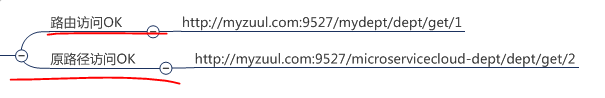 路由访问OK http://myzuul.com:9527/mydept/dept/get/1
原路径访问OK http://myzuul.com:9527/microservicecloud-dept/dept/get/2